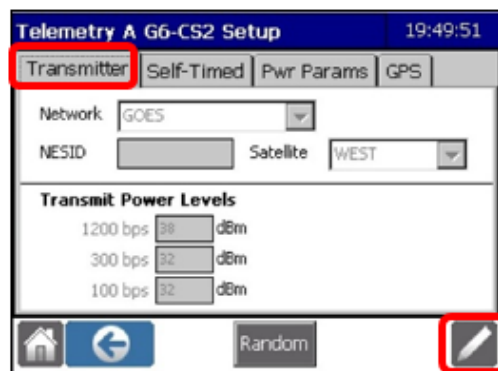 Telemetry A G6-CS2 Setup 19:49:51
Transmitter Self-Timed Pwr Params GPS
Network GOES
NESID Satellite WEST
Transmit Power Levels
1200 bps 38 dBm
300 bps 32 dBm
100 bps 32 dBm
Random